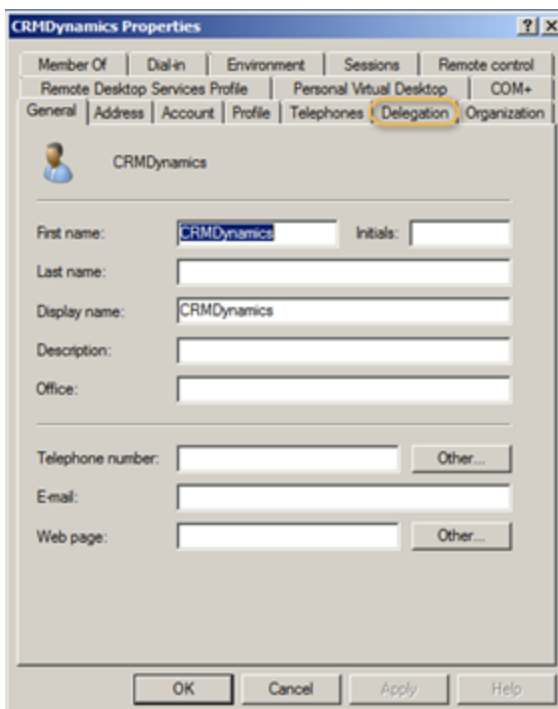 CRMDynamics Properties
Member Of Dial-in Environment Sessions Remote control
Remote Desktop Services Profile Personal Virtual Desktop COM+
General Address Account Profile Telephones Delegation Organization
CRMDynamics
First name: CRMDynamics Initials:
Last name:
Display name: CRMDynamics
Description:
Office:
Telephone number: Other...
E-mail:
Web page: Other...
OK Cancel Apply Help